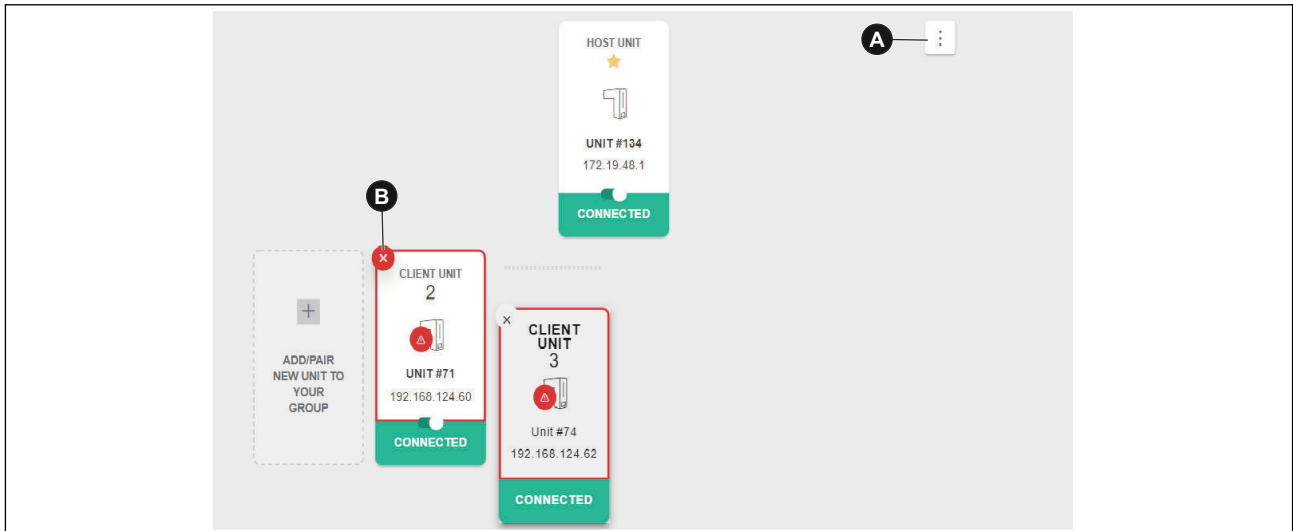 A
HOST UNIT
UNIT #134
172.19.48.1
CONNECTED
B
ADD/PAIR
NEW UNIT TO
YOUR
GROUP
CLIENT UNIT
2
UNIT #71
192.168.124.60
CONNECTED
CLIENT
UNIT
3
Unit #74
192.168.124.62
CONNECTED